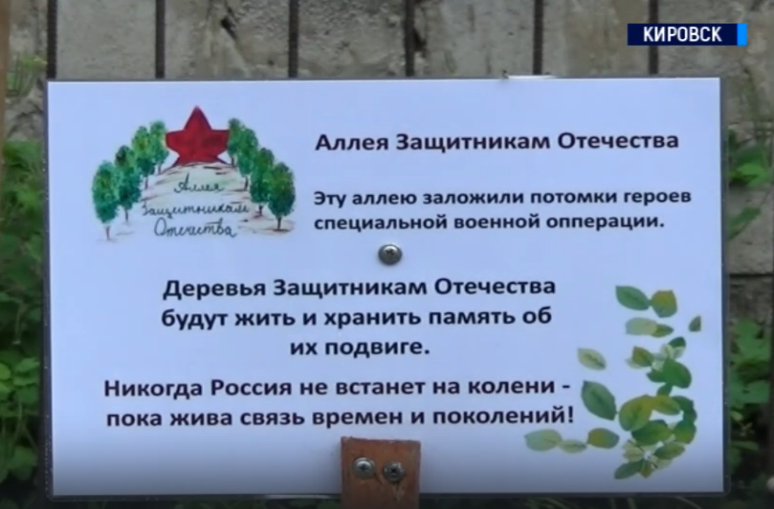 КИРОВСК
Аллея Защитникам Отечества
Аллея
Защитникам
Отечества
Эту аллею заложили потомки героев
специальной военной опперации.
Деревья Защитникам Отечества
будут жить и хранить память об
их подвиге.
Никогда Россия не встанет на колени -
пока жива связь времен и поколений!